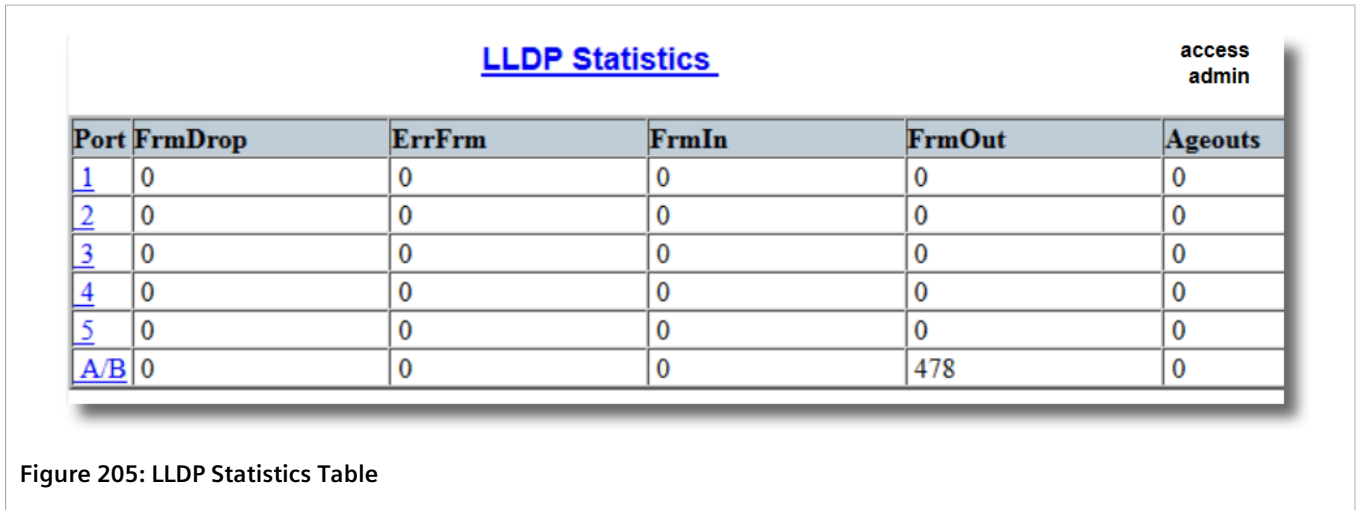 LLDP Statistics
access
admin
Port FrmDrop ErrFrm FrmIn FrmOut Ageouts
1 0 0 0 0 0
2 0 0 0 0 0
3 0 0 0 0 0
4 0 0 0 0 0
5 0 0 0 0 0
A/B 0 0 0 478 0
Figure 205: LLDP Statistics Table